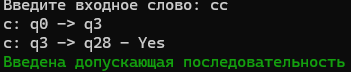 Введите входное слово: cc
c: q0 -> q3
c: q3 -> q28 - Yes
Введена допускающая последовательность